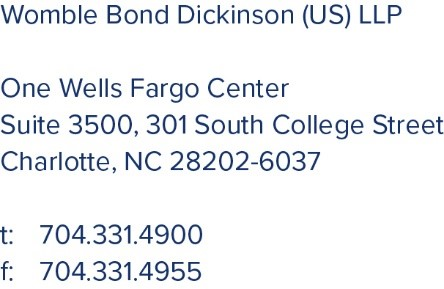 Womble Bond Dickinson (US) LLP
One Wells Fargo Center
Suite 3500, 301 South College Street
Charlotte, NC 28202-6037
t: 704.331.4900
f: 704.331.4955